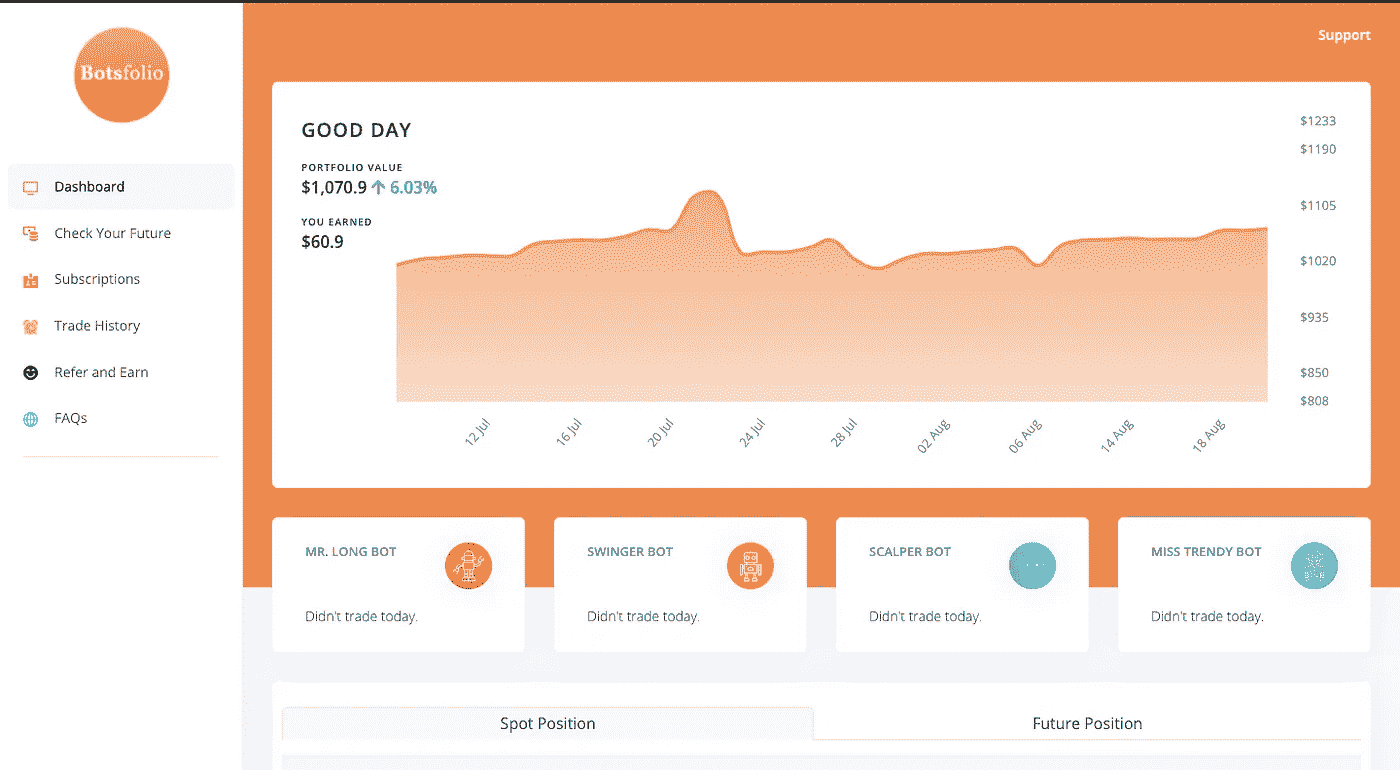 Botsfolio
Dashboard
Check Your Future
Subscriptions
Trade History
Refer and Earn
FAQs
Support
GOOD DAY
PORTFOLIO VALUE
$1,070.9 ↑ 6.03%
YOU EARNED
$60.9
$1233
$1190
$1105
$1020
$935
$850
$808
12 Jul
16 Jul
20 Jul
24 Jul
28 Jul
02 Aug
06 Aug
14 Aug
18 Aug
MR. LONG BOT
Didn't trade today.
SWINGER BOT
Didn't trade today.
SCALPER BOT
Didn't trade today.
MISS TRENDY BOT
Didn't trade today.
Spot Position
Future Position